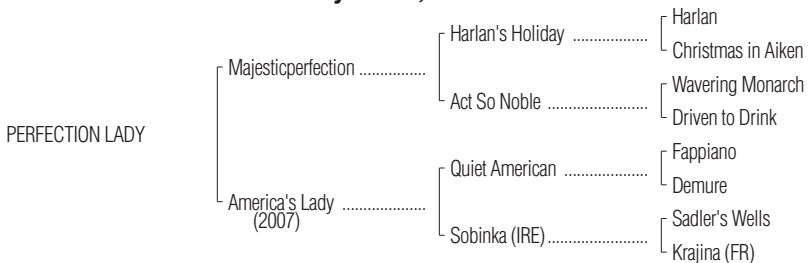 Harlan
Harlan's Holiday ..................
Christmas in Aiken
Majesticperfection ................
Wavering Monarch
Act So Noble ........................
Driven to Drink
PERFECTION LADY
Fappiano
Quiet American ....................
Demure
America's Lady ....................
(2007)
Sadler's Wells
Sobinka (IRE)........................
Krajina (FR)